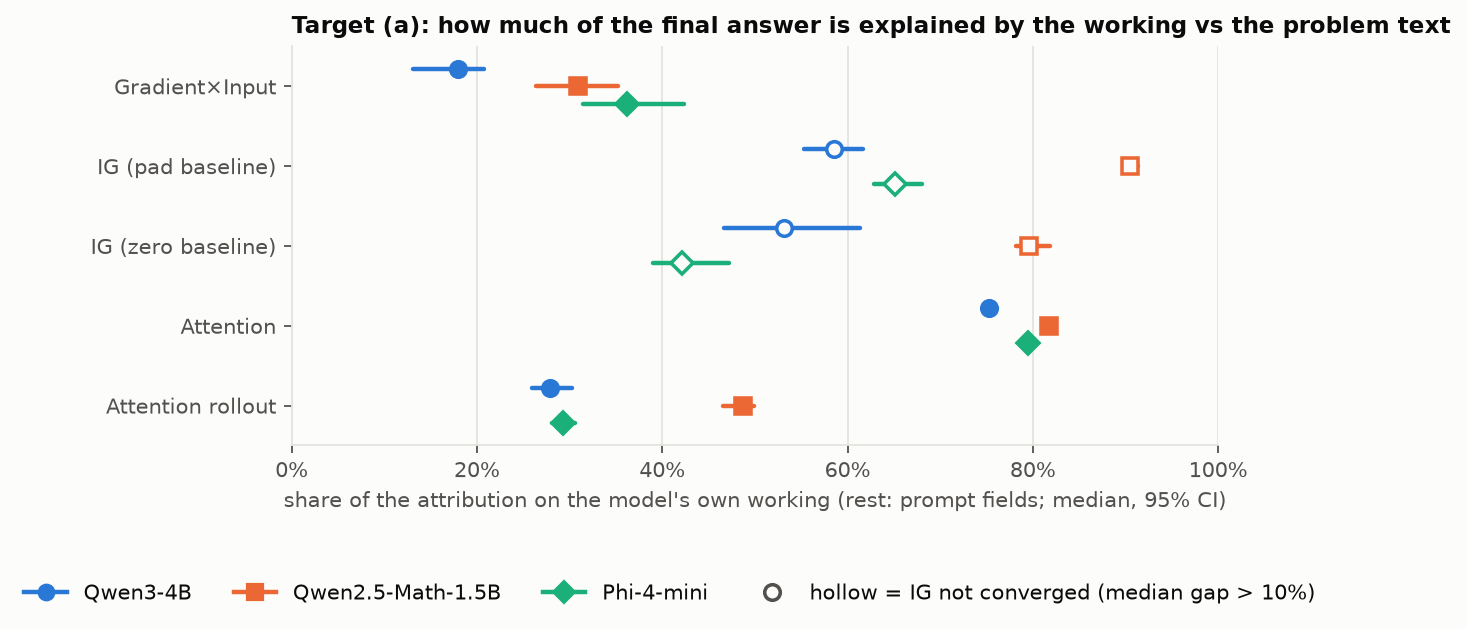 Target (a): how much of the final answer is explained by the working vs the problem text
Gradient×Input
IG (pad baseline)
IG (zero baseline)
Attention
Attention rollout
0% 20% 40% 60% 80% 100%
share of the attribution on the model's own working (rest: prompt fields; median, 95% CI)
Qwen3-4B Qwen2.5-Math-1.5B Phi-4-mini hollow = IG not converged (median gap > 10%)